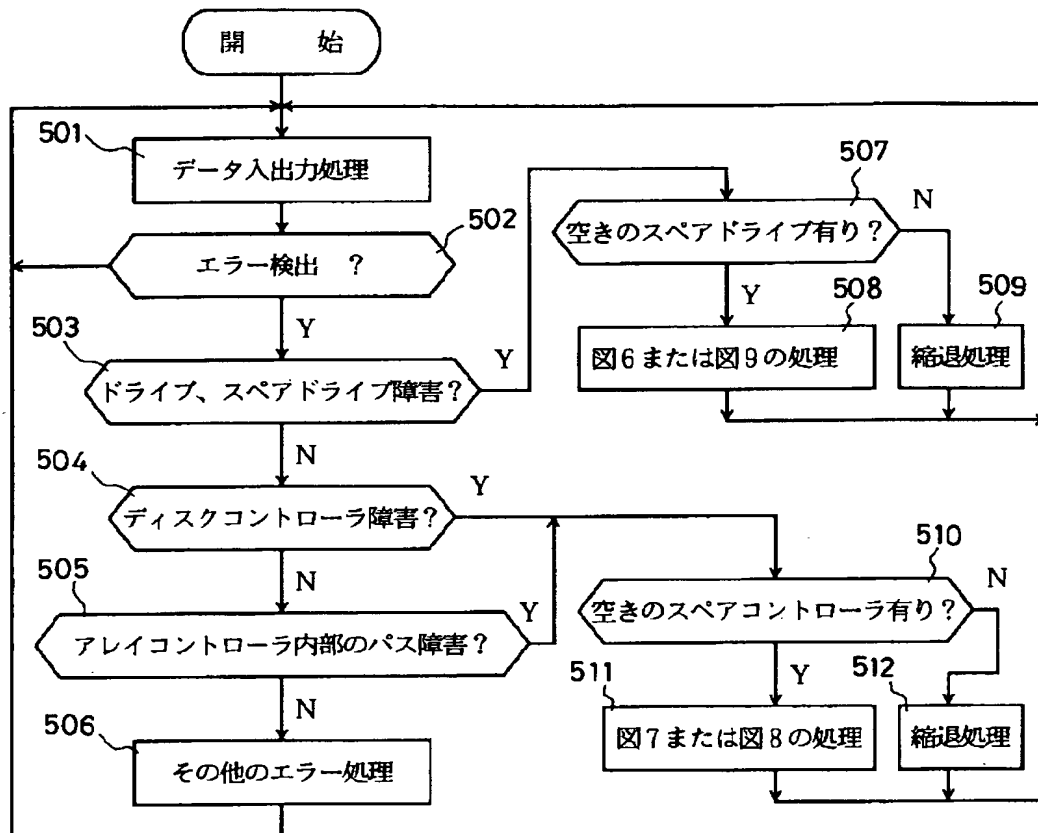 開 始
501
データ入出力処理
502
エラー検出 ?
Y
503
ドライブ、スペアドライブ障害?
Y
N
504
ディスクコントローラ障害?
Y
N
505
アレイコントローラ内部のパス障害?
Y
N
506
その他のエラー処理
507
空きのスペアドライブ有り?
N
Y
508
図6または図9の処理
509
縮退処理
510
空きのスペアコントローラ有り?
N
Y
511
図7または図8の処理
512
縮退処理